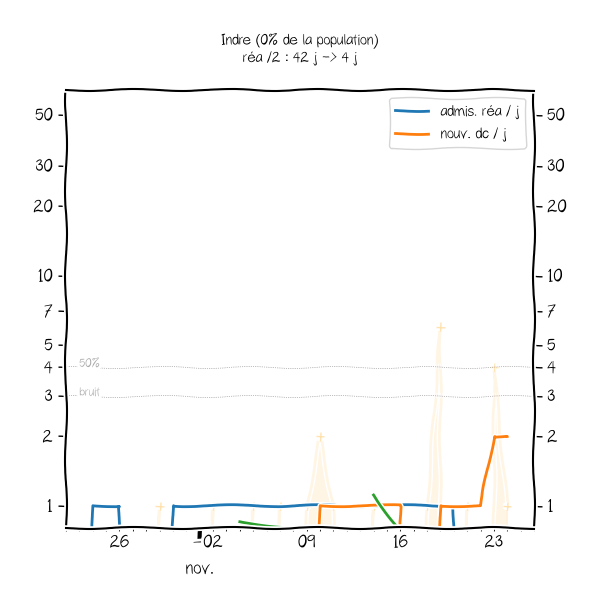 Indre (0% de la population)
réa /2 : 42 j -> 4 j
admis. réa / j
nouv. dc / j
50 50
30 30
20 20
10 10
7 7
5 5
50%
4 4
bruit
3 3
2 2
1 1
26 02 09 16 23
nov.